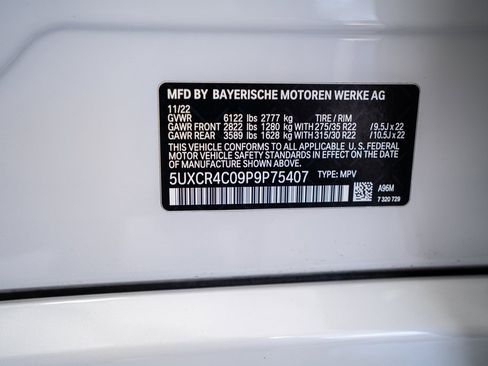 MFD BY BAYERISCHE MOTOREN WERKE AG
11/22
GVWR 6122 lbs 2777 kg TIRE / RIM
GAWR FRONT 2822 lbs 1280 kg WITH 275/35 R22 /9.5J x 22
GAWR REAR 3589 lbs 1628 kg WITH 315/30 R22 /10.5J x 22
THIS VEHICLE CONFORMS TO ALL APPLICABLE U. S. FEDERAL
MOTOR VEHICLE SAFETY STANDARDS IN EFFECT ON THE DATE
OF MANUFACTURE SHOWN ABOVE.
5UXCR4C09P9P75407 TYPE: MPV
A96M
7 320 729